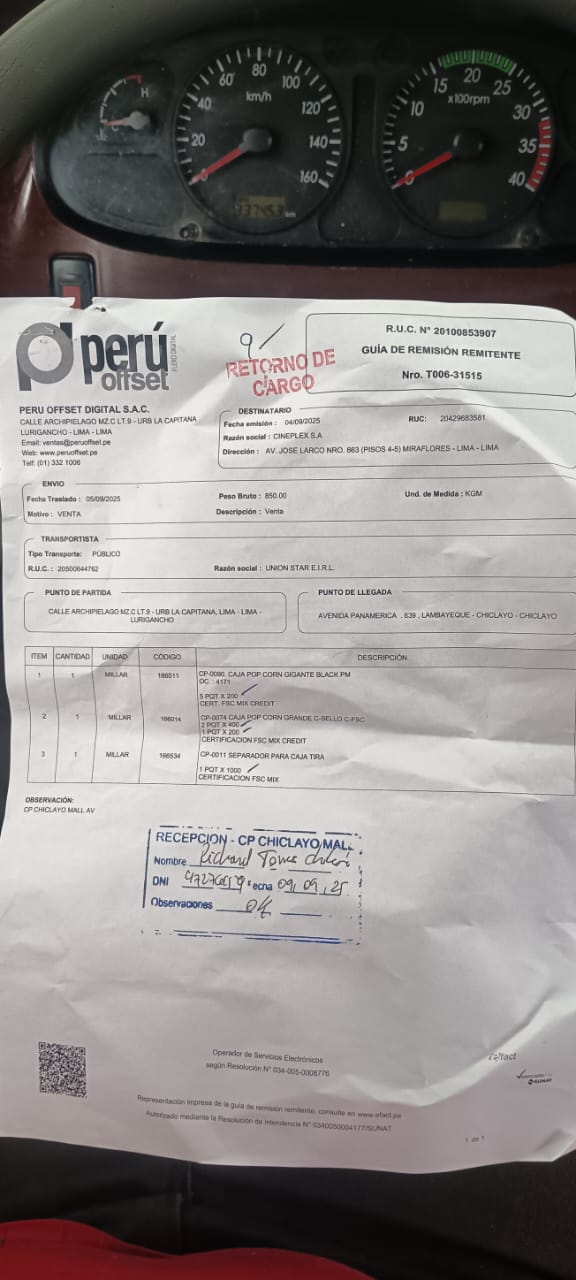 H
20
40
60
80
100
120
140
160
km/h
km
0
5
10
15
20
25
30
35
40
x100rpm
perú
offset
9/
RETORNO DE
CARGO
R.U.C. N° 20100853907
GUÍA DE REMISIÓN REMITENTE
Nro. T006-31515
PERU OFFSET DIGITAL S.A.C.
CALLE ARCHIPIELAGO MZ.C LT.9 - URB LA CAPITANA
LURIGANCHO - LIMA - LIMA
Email: ventas@peruoffset.pe
Web: www.peruoffset.pe
Telf: (01) 332 1006
DESTINATARIO
Fecha emisión : 04/09/2025
RUC: 20429683581
Razón social : CINEPLEX S.A
Dirección : AV. JOSE LARCO NRO. 663 (PISOS 4-5) MIRAFLORES - LIMA - LIMA
ENVIO
Fecha Traslado : 05/09/2025
Peso Bruto : 850.00
Und. de Medida : KGM
Motivo : VENTA
Descripción : Venta
TRANSPORTISTA
Tipo Transporte: PÚBLICO
R.U.C. : 20500644762
Razón social : UNION STAR E.I.R.L
PUNTO DE PARTIDA
CALLE ARCHIPIELAGO MZ.C LT.9 - URB LA CAPITANA, LIMA - LIMA -
LURIGANCHO
PUNTO DE LLEGADA
AVENIDA PANAMERICA . 639 , LAMBAYEQUE - CHICLAYO - CHICLAYO
ITEM CANTIDAD UNIDAD CÓDIGO DESCRIPCIÓN
1 1 MILLAR 166511 CP-0090. CAJA POP CORN GIGANTE BLACK PM
OC : 4171
5 PQT X 200
CERT. FSC MIX CREDIT
2 1 MILLAR 166014 CP-0074 CAJA POP CORN GRANDE C-SELLO C-FSC
2 PQT X 400
1 PQT X 200
CERTIFICACION FSC MIX CREDIT
3 1 MILLAR 166534 CP-0011 SEPARADOR PARA CAJA TIRA
1 PQT X 1000
CERTIFICACION FSC MIX
OBSERVACIÓN:
CP CHICLAYO MALL AV
RECEPCION - CP CHICLAYO MALL
Nombre Richard
DNI Fecha 09, 09, 25.
Observaciones OK
Operador de Servicios Electrónicos
según Resolución N° 034-005-0008776
efact
SUNAT
Representación impresa de la guía de remisión remitente, consulte en www.efact.pe
Autorizado mediante la Resolución de Intendencia N° 0340050004177/SUNAT
1 de 1